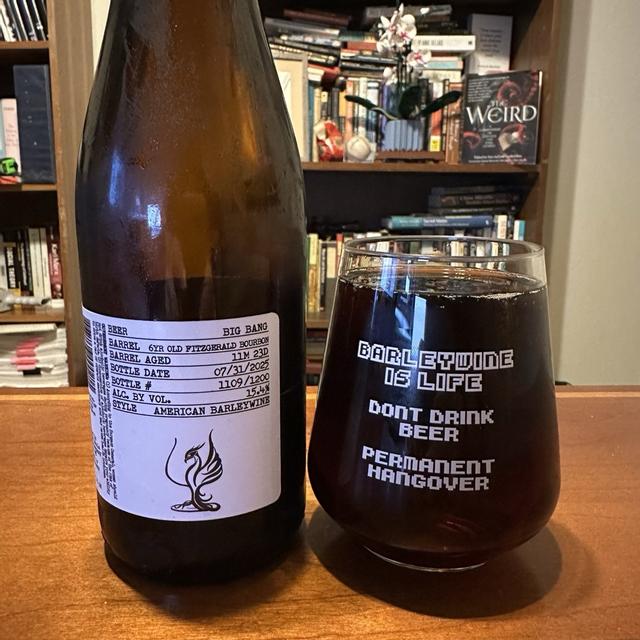 BEER BIG BANG
BARREL 6YR OLD FITZGERALD BOURBON
BARREL AGED 11M 23D
BOTTLE DATE 07/31/2025
BOTTLE # 1109/1200
ALC. BY VOL. 15.4%
STYLE AMERICAN BARLEYWINE
BARLEYWINE
IS LIFE
DONT DRINK
BEER
PERMANENT
HANGOVER
THE
WEIRD